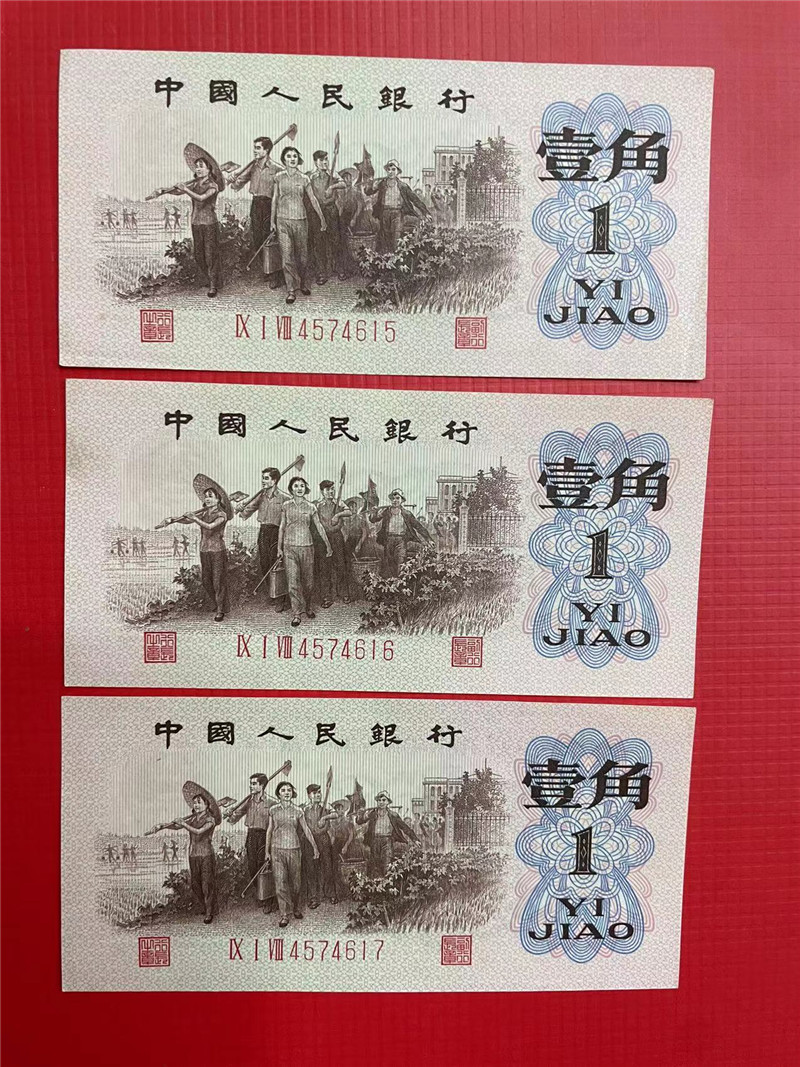 中國人民銀行
壹角
1
YI
JIAO
Ⅸ Ⅰ Ⅷ 4574615
中國人民銀行
壹角
1
YI
JIAO
Ⅸ Ⅰ Ⅷ 4574616
中國人民銀行
壹角
1
YI
JIAO
Ⅸ Ⅰ Ⅷ 4574617